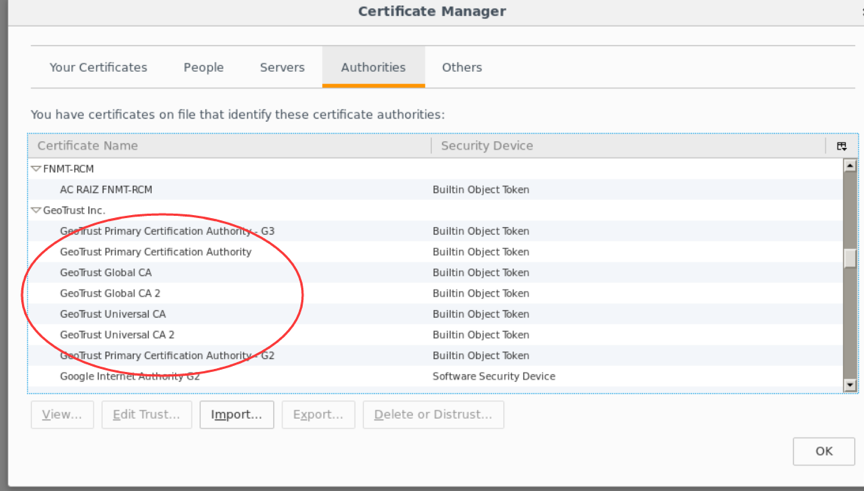 Certificate Manager
Your Certificates People Servers Authorities Others
You have certificates on file that identify these certificate authorities:
Certificate Name Security Device
FNMT-RCM
AC RAIZ FNMT-RCM Builtin Object Token
GeoTrust Inc.
GeoTrust Primary Certification Authority - G3 Builtin Object Token
GeoTrust Primary Certification Authority Builtin Object Token
GeoTrust Global CA Builtin Object Token
GeoTrust Global CA 2 Builtin Object Token
GeoTrust Universal CA Builtin Object Token
GeoTrust Universal CA 2 Builtin Object Token
GeoTrust Primary Certification Authority - G2 Builtin Object Token
Google Internet Authority G2 Software Security Device
View... Edit Trust... Import... Export... Delete or Distrust...
OK